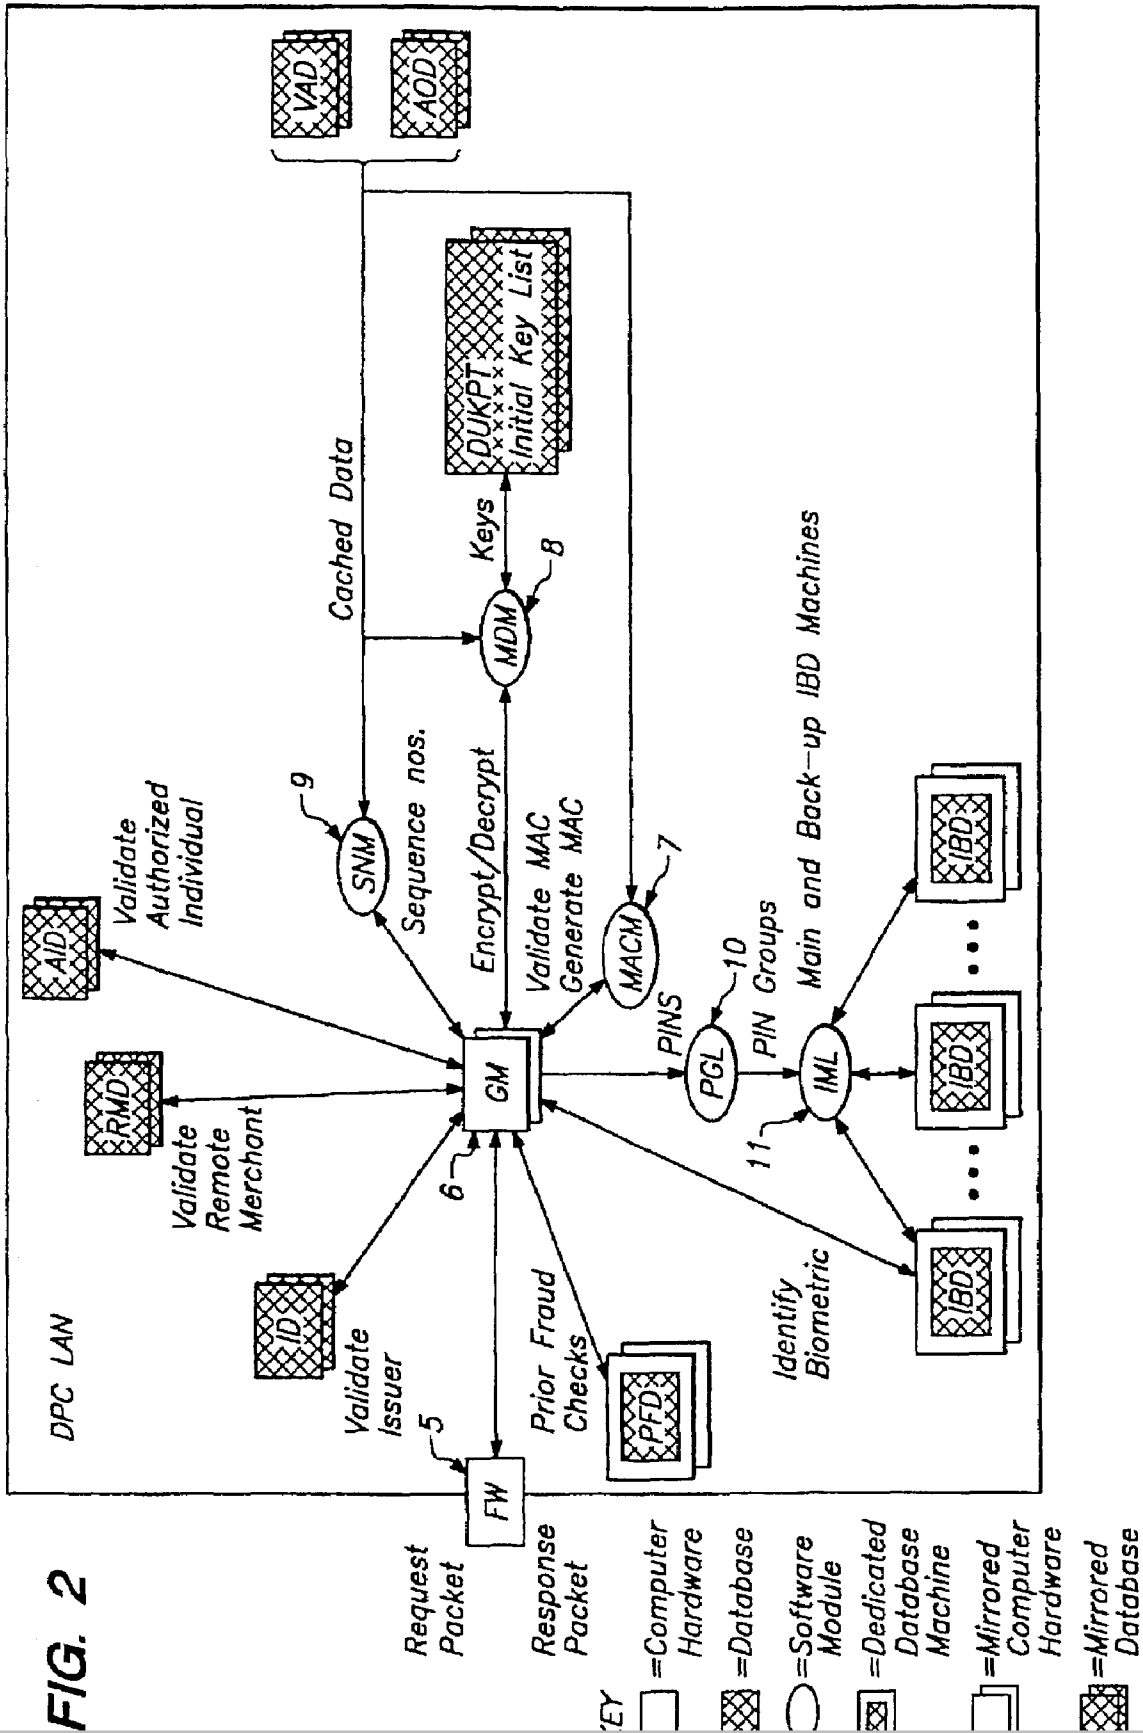 FIG. 2
DPC LAN
Request
Packet
FW
5
Response
Packet
ID
Validate
Issuer
RMD
Validate
Remote
Merchant
AID
Validate
Authorized
Individual
SNM
9
Sequence nos.
Cached Data
VAD
AOD
GM
6
Encrypt/Decrypt
MDM
8
Keys
DUKPT
Initial Key List
Validate MAC
Generate MAC
MACM
7
Prior Fraud
Checks
PFD
PINS
PGL
10
PIN Groups
IML
11
Main and Back-up IBD Machines
Identify
Biometric
IBD
IBD
IBD
KEY
=Computer
Hardware
=Database
=Software
Module
=Dedicated
Database
Machine
=Mirrored
Computer
Hardware
=Mirrored
Database